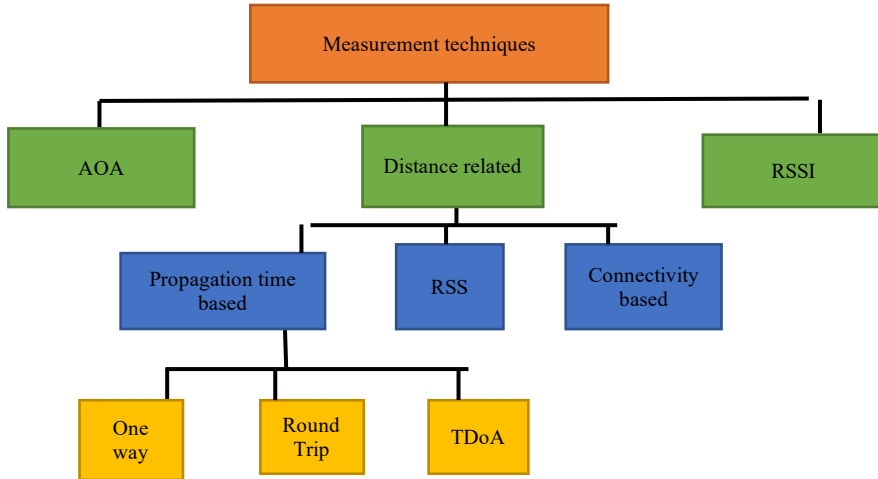 Measurement techniques
AOA
Distance related
RSSI
Propagation time
based
RSS
Connectivity
based
One
way
Round
Trip
TDoA